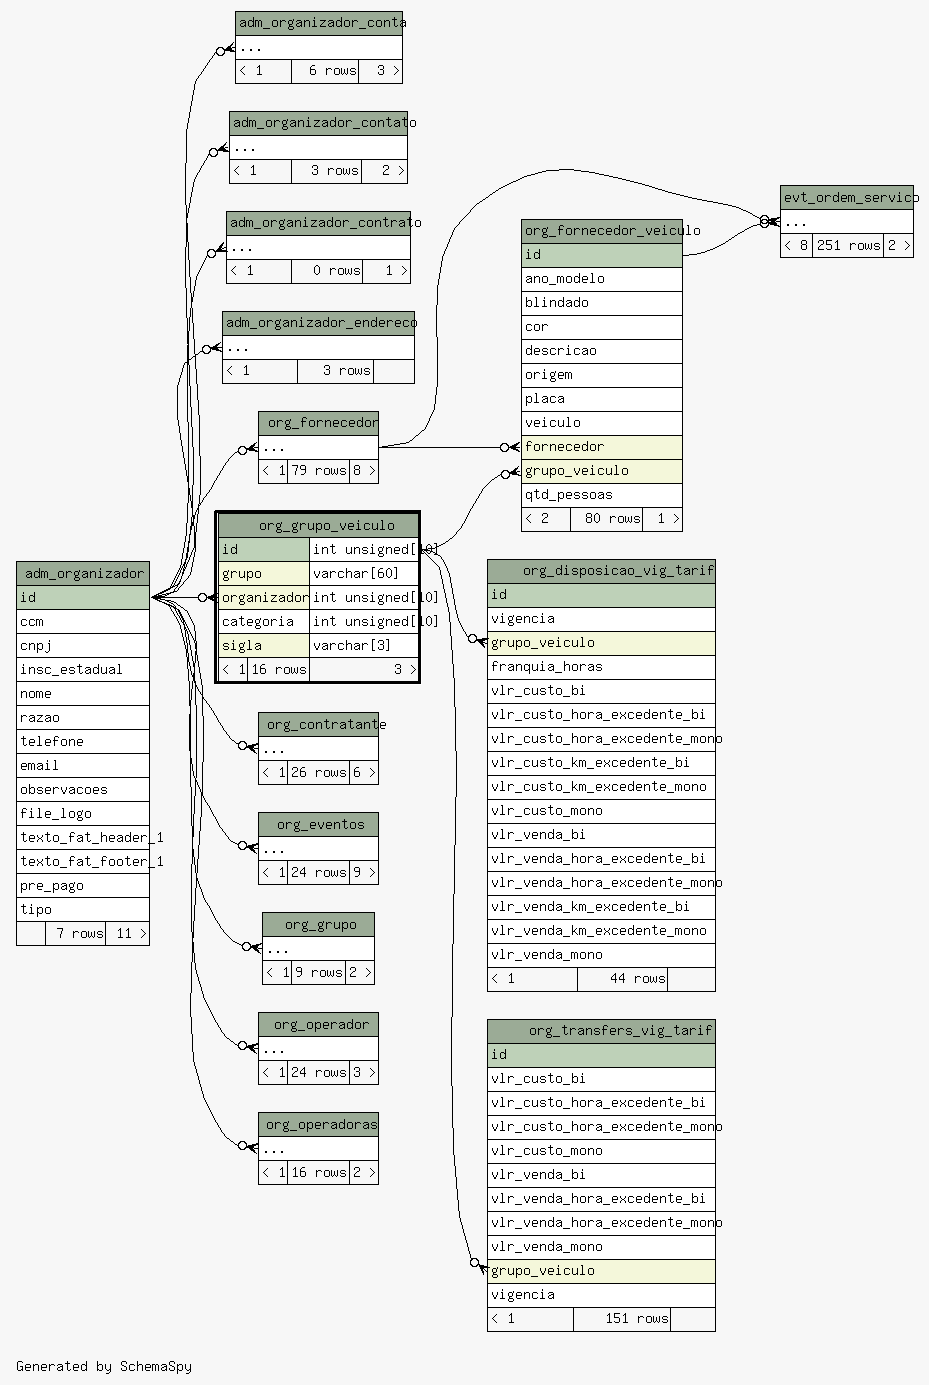 adm_organizador_conta
...
< 1 6 rows 3 >
adm_organizador_contato
...
< 1 3 rows 2 >
adm_organizador_contrato
...
< 1 0 rows 1 >
adm_organizador_endereco
...
< 1 3 rows
org_fornecedor
...
< 1 79 rows 8 >
evt_ordem_servico
...
< 8 251 rows 2 >
org_fornecedor_veiculo
id
ano_modelo
blindado
cor
descricao
origem
placa
veiculo
fornecedor
grupo_veiculo
qtd_pessoas
< 2 80 rows 1 >
org_grupo_veiculo
id int unsigned[10]
grupo varchar[60]
organizador int unsigned[10]
categoria int unsigned[10]
sigla varchar[3]
< 1 16 rows 3 >
adm_organizador
id
ccm
cnpj
insc_estadual
nome
razao
telefone
email
observacoes
file_logo
texto_fat_header_1
texto_fat_footer_1
pre_pago
tipo
7 rows 11 >
org_contratante
...
< 1 26 rows 6 >
org_eventos
...
< 1 24 rows 9 >
org_grupo
...
< 1 9 rows 2 >
org_operador
...
< 1 24 rows 3 >
org_operadoras
...
< 1 16 rows 2 >
org_disposicao_vig_tarif
id
vigencia
grupo_veiculo
franquia_horas
vlr_custo_bi
vlr_custo_hora_excedente_bi
vlr_custo_hora_excedente_mono
vlr_custo_km_excedente_bi
vlr_custo_km_excedente_mono
vlr_custo_mono
vlr_venda_bi
vlr_venda_hora_excedente_bi
vlr_venda_hora_excedente_mono
vlr_venda_km_excedente_bi
vlr_venda_km_excedente_mono
vlr_venda_mono
< 1 44 rows
org_transfers_vig_tarif
id
vlr_custo_bi
vlr_custo_hora_excedente_bi
vlr_custo_hora_excedente_mono
vlr_custo_mono
vlr_venda_bi
vlr_venda_hora_excedente_bi
vlr_venda_hora_excedente_mono
vlr_venda_mono
grupo_veiculo
vigencia
< 1 151 rows
Generated by SchemaSpy